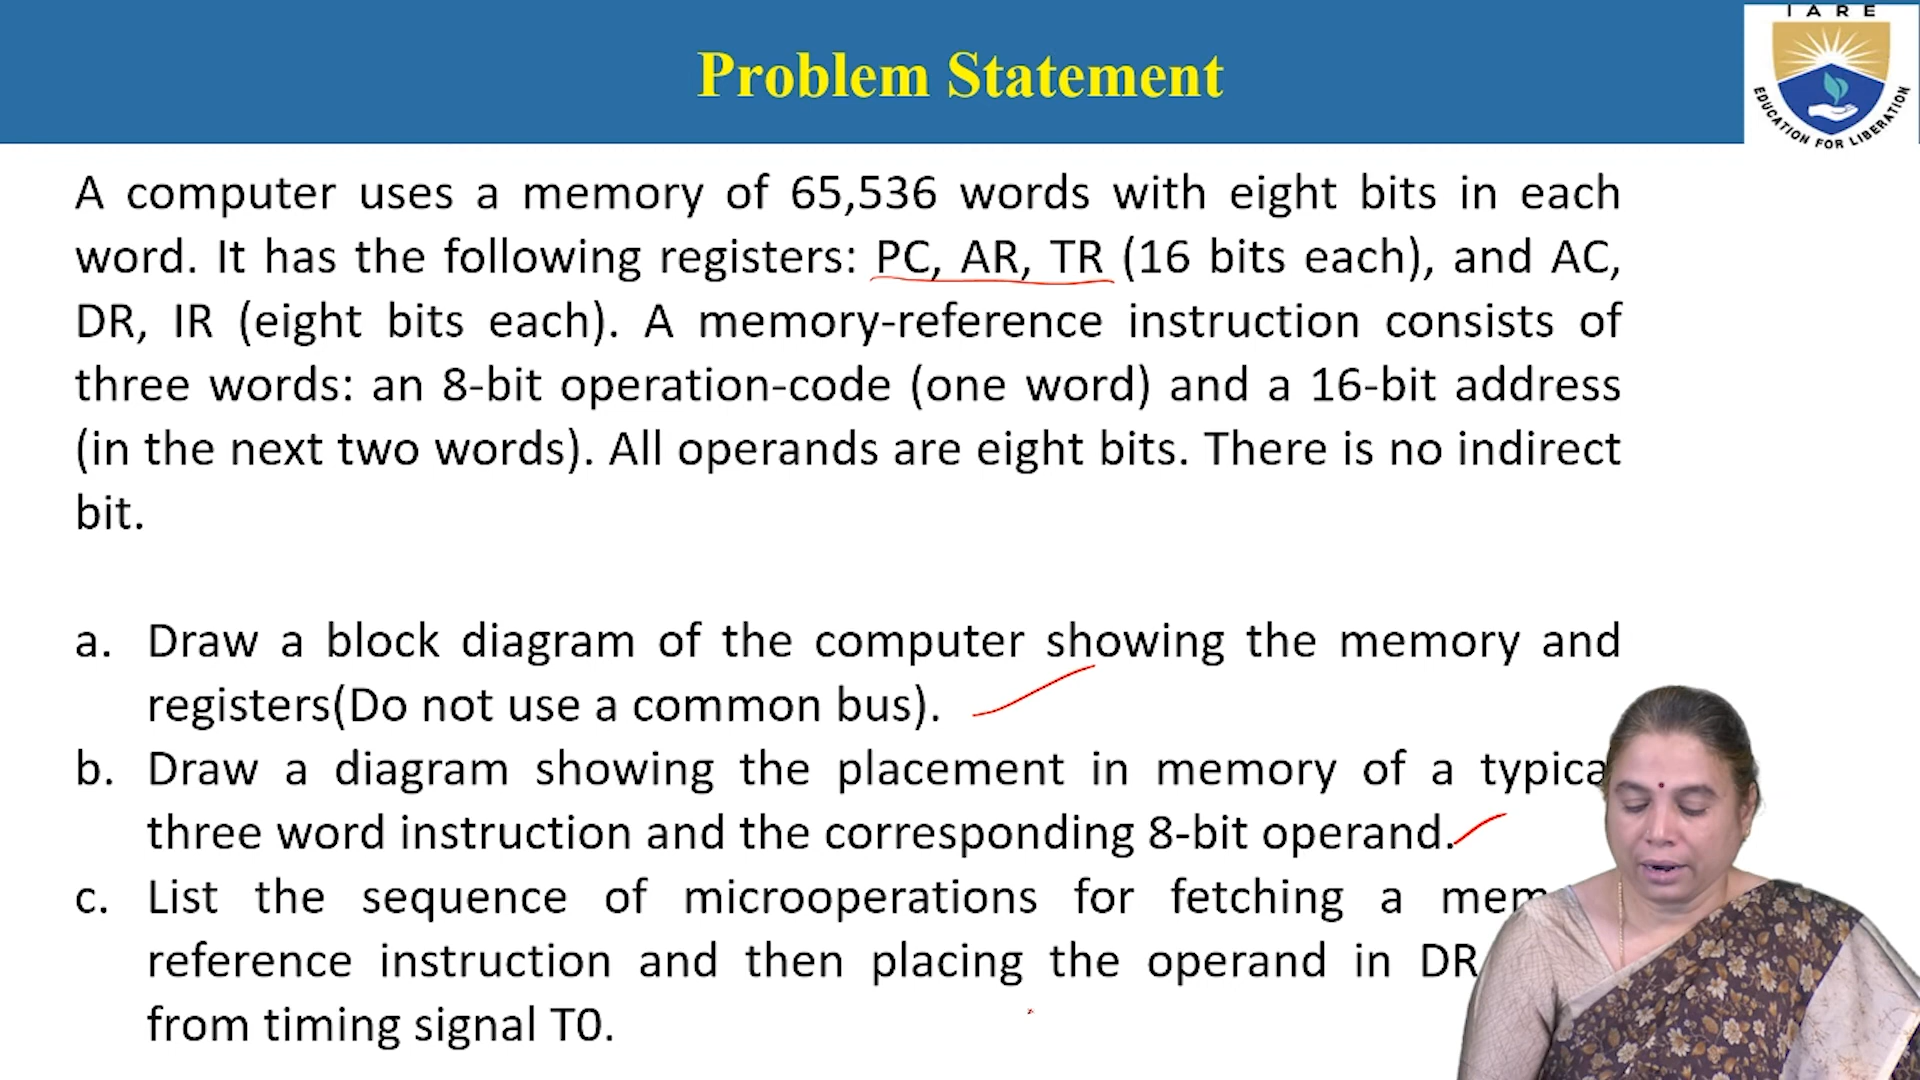 Problem Statement
IARE
EDUCATION FOR LIBERATION
A computer uses a memory of 65,536 words with eight bits in each
word. It has the following registers: PC, AR, TR (16 bits each), and AC,
DR, IR (eight bits each). A memory-reference instruction consists of
three words: an 8-bit operation-code (one word) and a 16-bit address
(in the next two words). All operands are eight bits. There is no indirect
bit.
a. Draw a block diagram of the computer showing the memory and
registers(Do not use a common bus).
b. Draw a diagram showing the placement in memory of a
three word instruction and the corresponding 8-bit operand.
c. List the sequence of microoperations for fetching a
reference instruction and then placing the operand in DR
from timing signal T0.